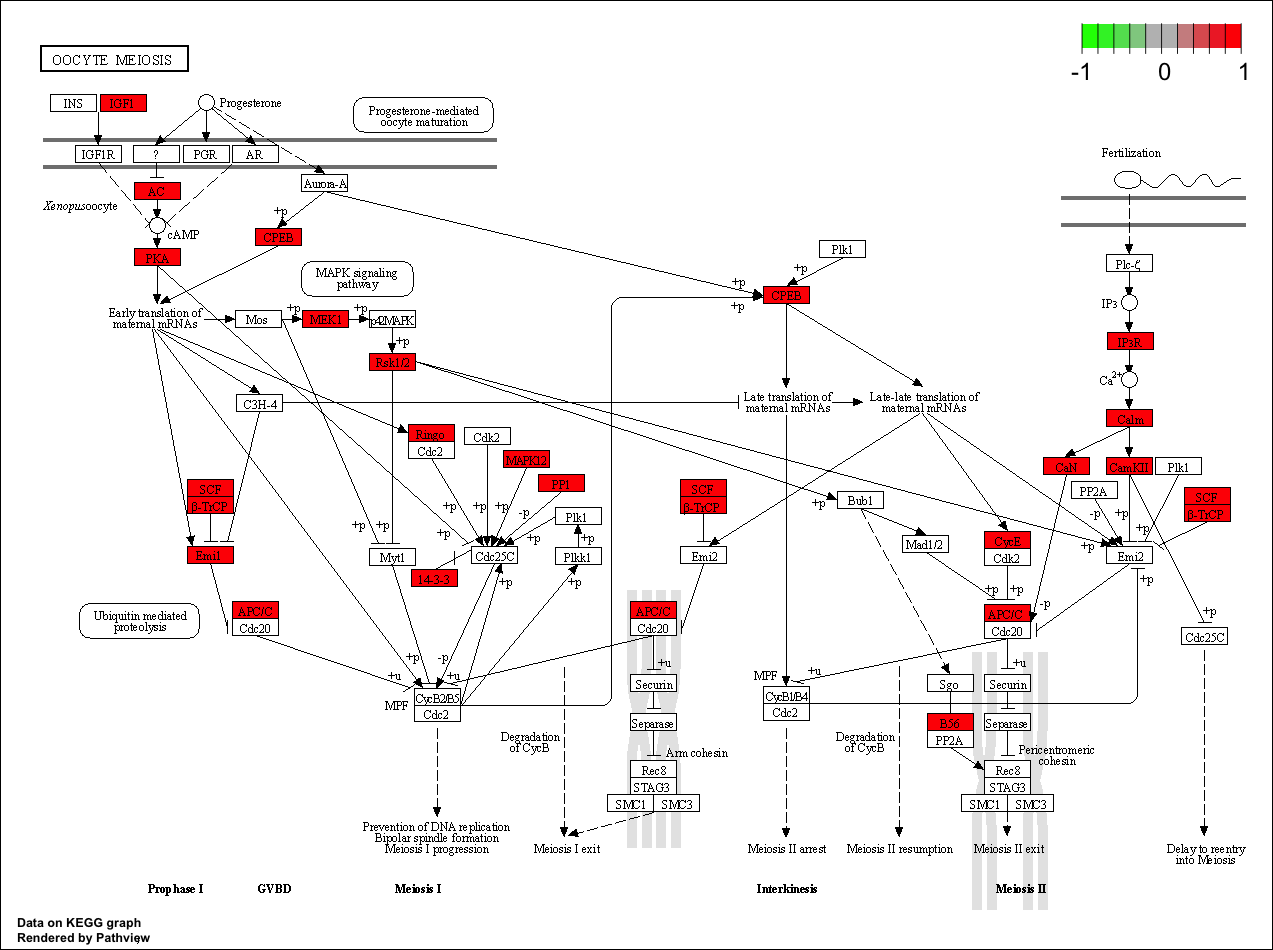 OOCYTE MEIOSIS
-1 0 1
INS IGF1
Progesterone
Progesterone-mediated
oocyte maturation
IGF1R ? PGR AR
Fertilization
Aurora-A
AC
Xenopus oocyte
cAMP
+p
CPEB
PKA
Plk1
Plc-ζ
MAPK signaling
pathway
+p
+p
+p
CPEB
IP3
Early translation of
maternal mRNAs
Mos
+p
MEK1
+p
p42MAPK
+p
Rsk1/2
IP3R
Ca2+
C3H-4
Late translation of
maternal mRNAs
Late-late translation of
maternal mRNAs
Calm
Ringo
Cdc2
Cdk2
MAPK12
PP1
CaN
CamKII
Plk1
PP2A
SCF
β-TrCP
SCF
β-TrCP
SCF
β-TrCP
+p
+p
+p
+p
+p
-p
Plk1
+p
+p
Bub1
-p
+p
+p
Emi1
Myt1
Cdc25C
Plkk1
Emi2
Mad1/2
CycE
Cdk2
Emi2
14-3-3
+p
+p
+p
+p
+p
-p
+p
Ubiquitin mediated
proteolysis
APC/C
Cdc20
APC/C
Cdc20
APC/C
Cdc20
Cdc25C
+p
-p
+u
+u
+u
+u
MPF
CycB2/B5
Cdc2
Securin
MPF
CycB1/B4
Cdc2
Sgo
Securin
Separase
B56
PP2A
Separase
Degradation
of CycB
Arm cohesin
Degradation
of CycB
Pericentromeric
cohesin
Rec8
STAG3
SMC1 SMC3
Rec8
STAG3
SMC1 SMC3
Prevention of DNA replication
Bipolar spindle formation
Meiosis I progression
Meiosis I exit
Meiosis II arrest
Meiosis II resumption
Meiosis II exit
Delay to reentry
into Meiosis
Prophase I
GVBD
Meiosis I
Interkinesis
Meiosis II
Data on KEGG graph
Rendered by Pathview